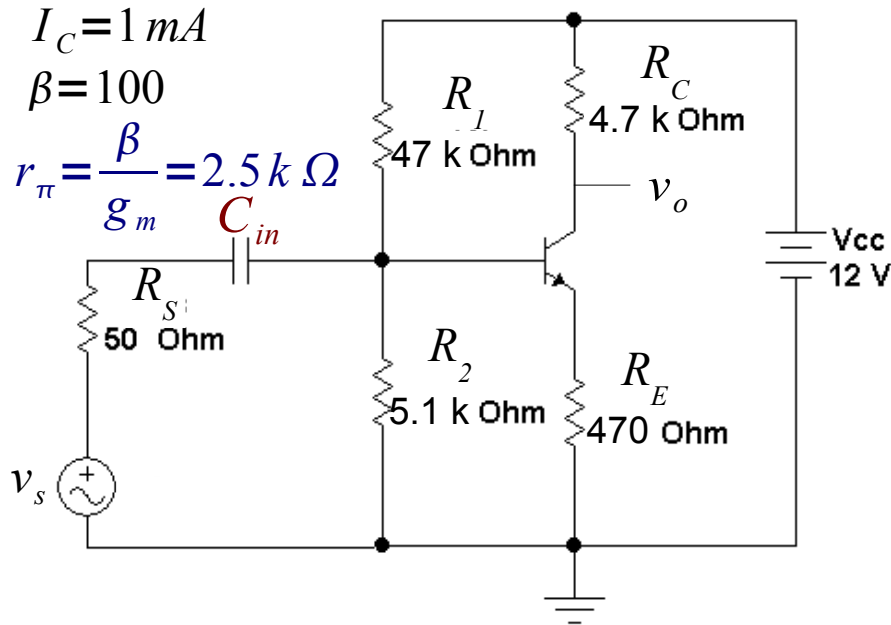 I_C = 1 mA
β = 100
r_π = β / g_m = 2.5 k Ω
C_in
R_S
50 Ohm
v_s
R_1
47 k Ohm
R_2
5.1 k Ohm
R_C
4.7 k Ohm
v_o
R_E
470 Ohm
+
Vcc
12 V